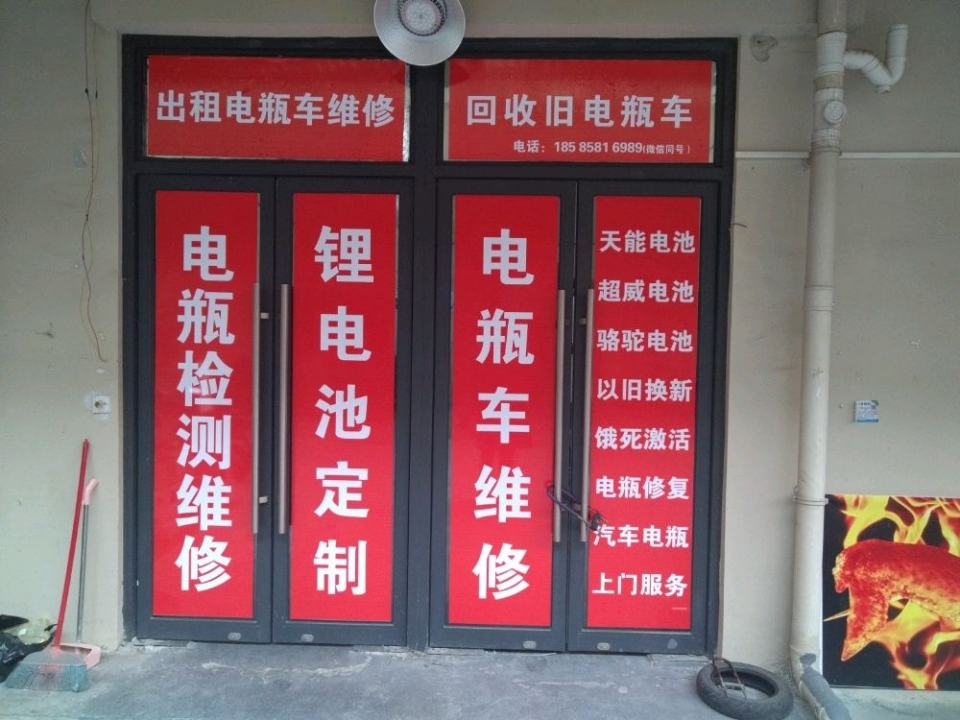 出租电瓶车维修
回收旧电瓶车
电话：18585816989(微信同号)
电瓶检测维修
锂电池定制
电瓶车维修
天能电池
超威电池
骆驼电池
以旧换新
饿死激活
电瓶修复
汽车电瓶
上门服务